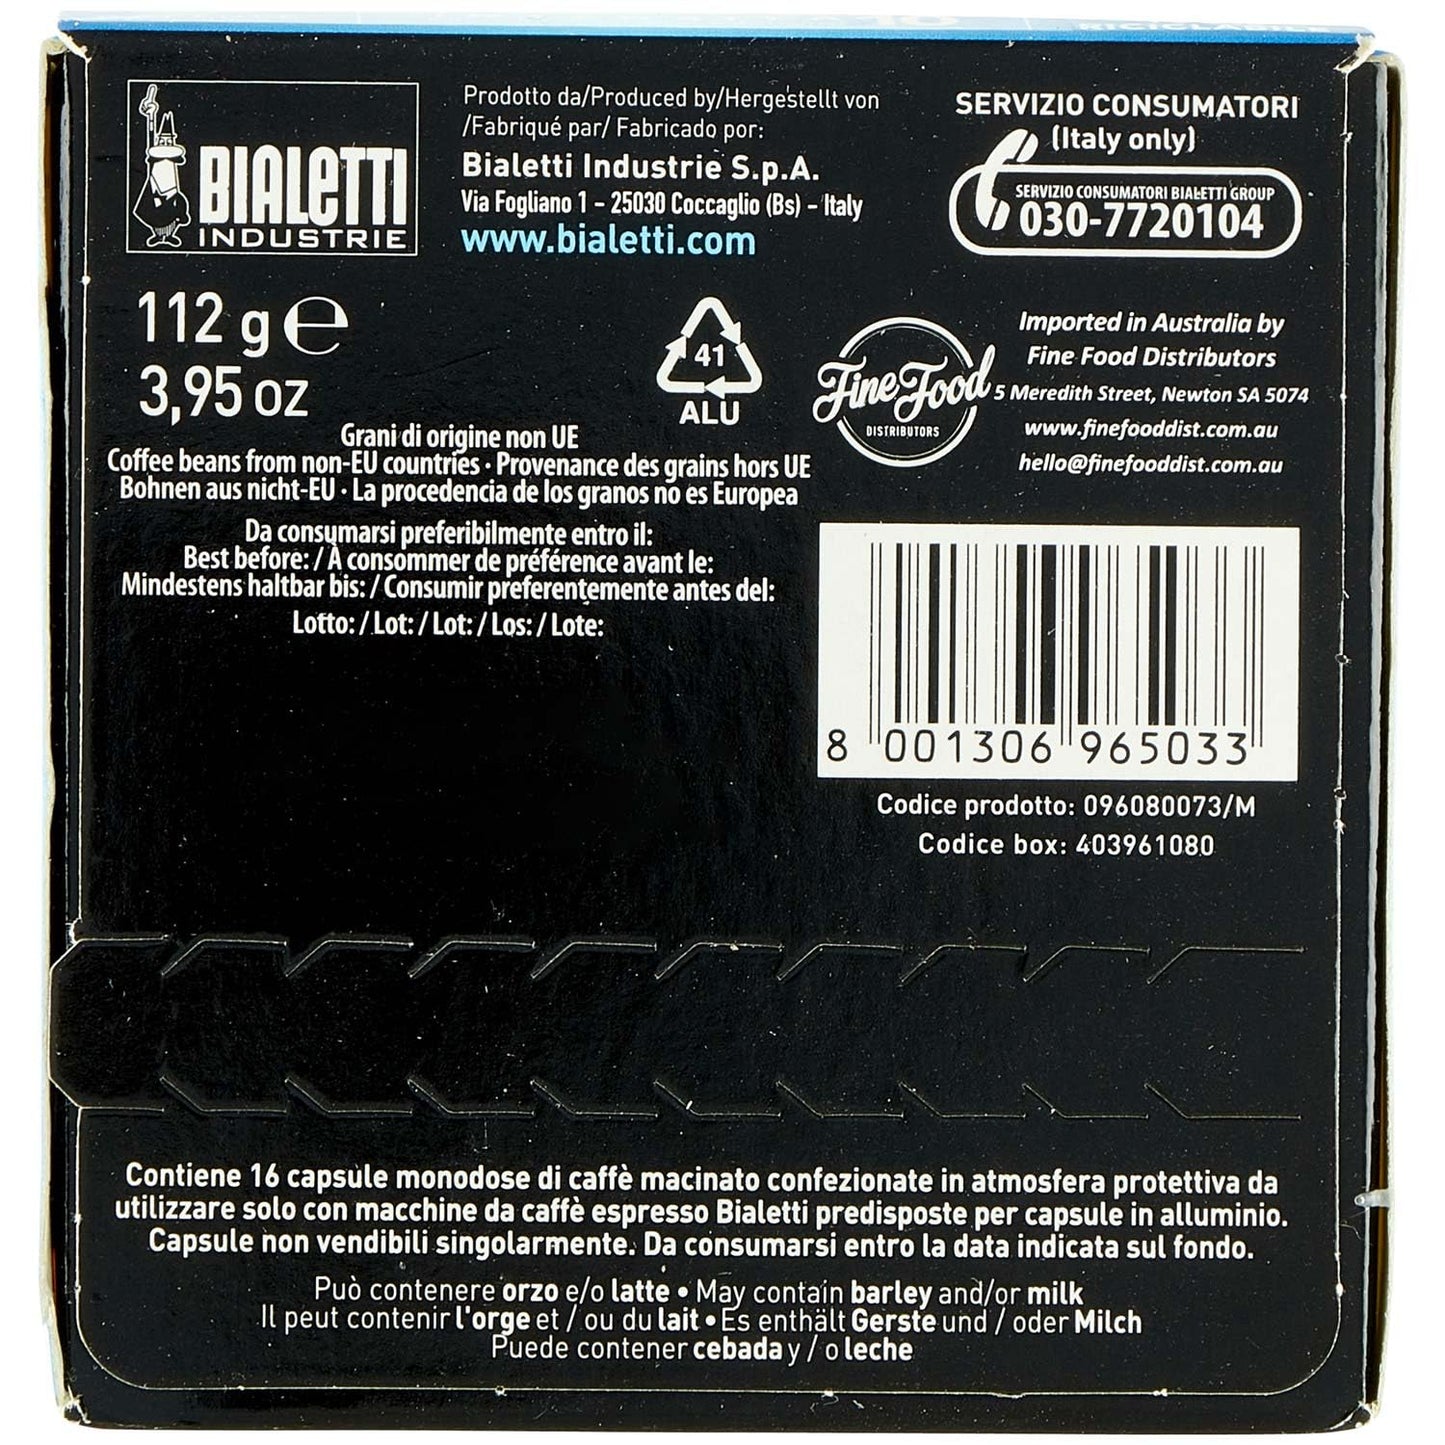 BIALETTI
INDUSTRIE
Prodotto da/Produced by/Hergestellt von
/Fabriqué par/ Fabricado por:
Bialetti Industrie S.p.A.
Via Fogliano 1 – 25030 Coccaglio (Bs) – Italy
www.bialetti.com
SERVIZIO CONSUMATORI
(Italy only)
SERVIZIO CONSUMATORI BIALETTI GROUP
030-7720104
112 g ℮
3,95 OZ
41
ALU
Fine Food
DISTRIBUTORS
Imported in Australia by
Fine Food Distributors
5 Meredith Street, Newton SA 5074
www.finefooddist.com.au
hello@finefooddist.com.au
Grani di origine non UE
Coffee beans from non-EU countries · Provenance des grains hors UE
Bohnen aus nicht-EU · La procedencia de los granos no es Europea
Da consumarsi preferibilmente entro il:
Best before: / À consommer de préférence avant le:
Mindestens haltbar bis: / Consumir preferentemente antes del:
Lotto: / Lot: / Lot: / Los: / Lote:
8 001306 965033
Codice prodotto: 096080073/M
Codice box: 403961080
Contiene 16 capsule monodose di caffè macinato confezionate in atmosfera protettiva da
utilizzare solo con macchine da caffè espresso Bialetti predisposte per capsule in alluminio.
Capsule non vendibili singolarmente. Da consumarsi entro la data indicata sul fondo.
Può contenere orzo e/o latte • May contain barley and/or milk
Il peut contenir l'orge et / ou du lait • Es enthält Gerste und / oder Milch
Puede contener cebada y / o leche